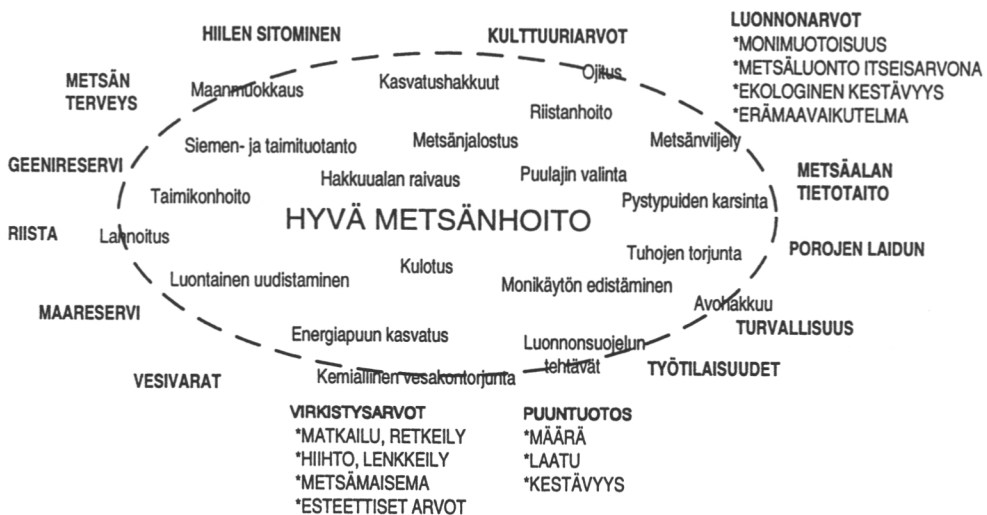 HIILEN SITOMINEN
KULTTUURIARVOT
LUONNONARVOT
*MONIMUOTOISUUS
*METSÄLUONTO ITSEISARVONA
*EKOLOGINEN KESTÄVYYS
*ERÄMAAVAIKUTELMA
METSÄN
TERVEYS
Maanmuokkaus
Kasvatushakkuut
Ojitus
Riistanhoito
Siemen- ja taimituotanto
Metsänjalostus
Metsänviljely
GEENIRESERVI
Hakkuualan raivaus
Puulajin valinta
METSÄALAN
TIETOTAITO
Taimikonhoito
Pystypuiden karsinta
HYVÄ METSÄNHOITO
RIISTA
Lannoitus
Tuhojen torjunta
POROJEN LAIDUN
Luontainen uudistaminen
Kulotus
Monikäytön edistäminen
Avohakkuu
MAARESERVI
TURVALLISUUS
Energiapuun kasvatus
Luonnonsuojelun
tehtävät
TYÖTILAISUUDET
VESIVARAT
Kemiallinen vesakontorjunta
VIRKISTYSARVOT
*MATKAILU, RETKEILY
*HIIHTO, LENKKEILY
*METSÄMAISEMA
*ESTEETTISET ARVOT
PUUNTUOTOS
*MÄÄRÄ
*LAATU
*KESTÄVYYS